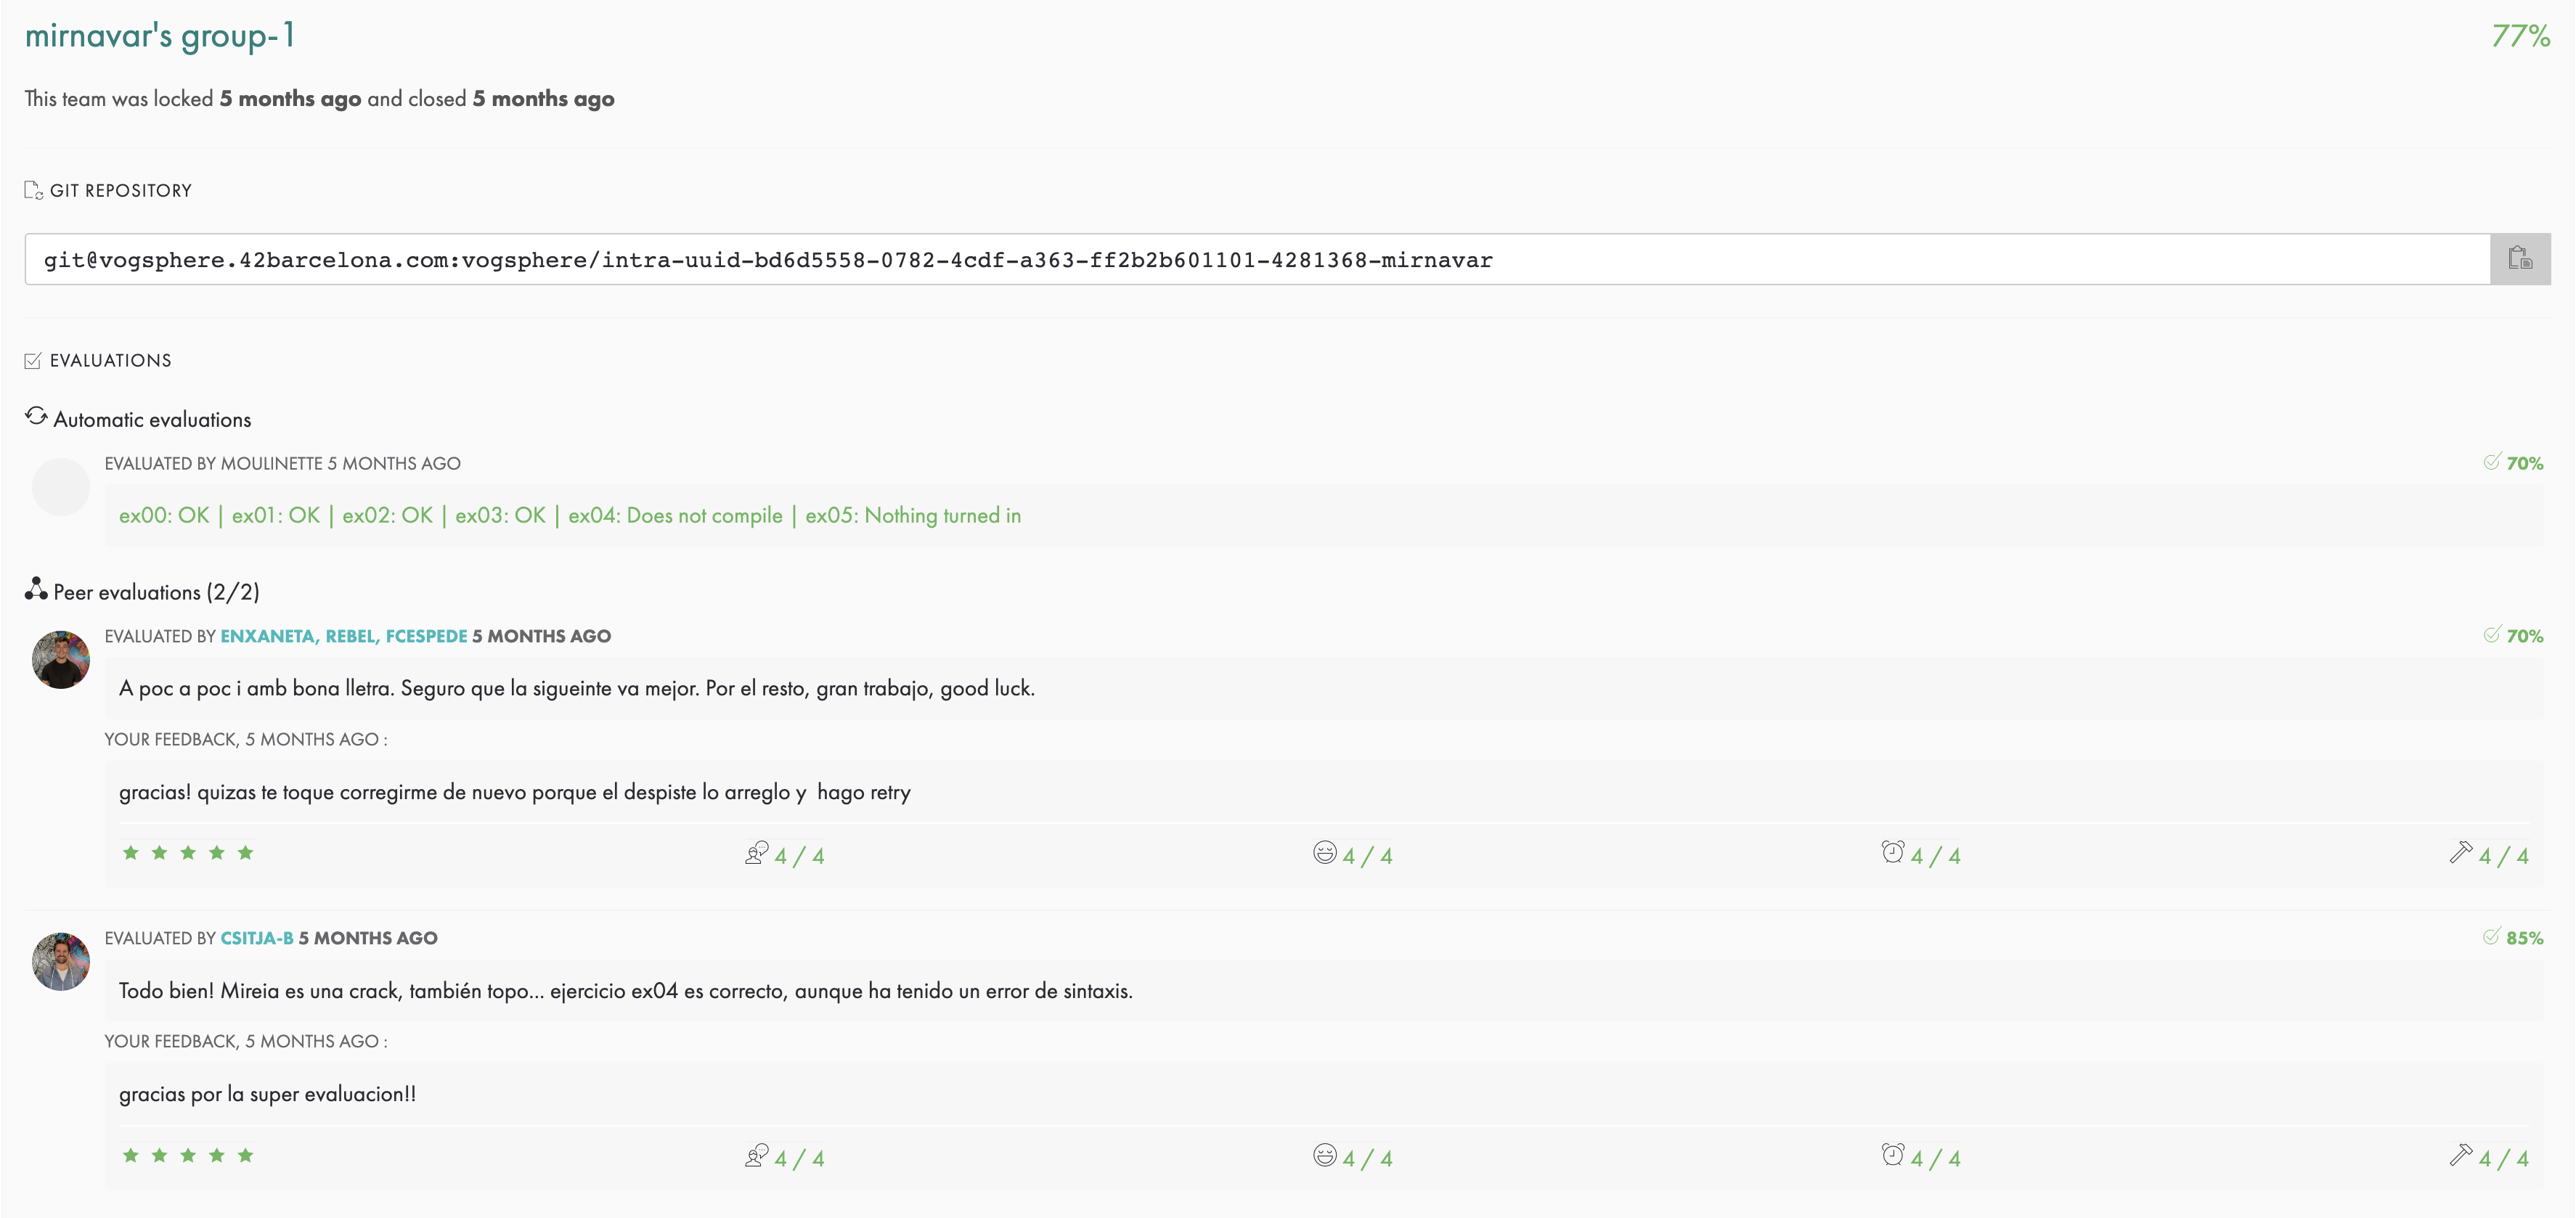 mirnavar's group-1
77%
This team was locked 5 months ago and closed 5 months ago
GIT REPOSITORY
git@vogsphere.42barcelona.com:vogsphere/intra-uuid-bd6d5558-0782-4cdf-a363-ff2b2b601101-4281368-mirnavar
EVALUATIONS
Automatic evaluations
EVALUATED BY MOULINETTE 5 MONTHS AGO
70%
ex00: OK | ex01: OK | ex02: OK | ex03: OK | ex04: Does not compile | ex05: Nothing turned in
Peer evaluations (2/2)
EVALUATED BY ENXANETA, REBEL, FCESPEDE 5 MONTHS AGO
70%
A poc a poc i amb bona lletra. Seguro que la sigueinte va mejor. Por el resto, gran trabajo, good luck.
YOUR FEEDBACK, 5 MONTHS AGO :
gracias! quizas te toque corregirme de nuevo porque el despiste lo arreglo y  hago retry
4 / 4 4 / 4 4 / 4 4 / 4
EVALUATED BY CSITJA-B 5 MONTHS AGO
85%
Todo bien! Mireia es una crack, también topo... ejercicio ex04 es correcto, aunque ha tenido un error de sintaxis.
YOUR FEEDBACK, 5 MONTHS AGO :
gracias por la super evaluacion!!
4 / 4 4 / 4 4 / 4 4 / 4